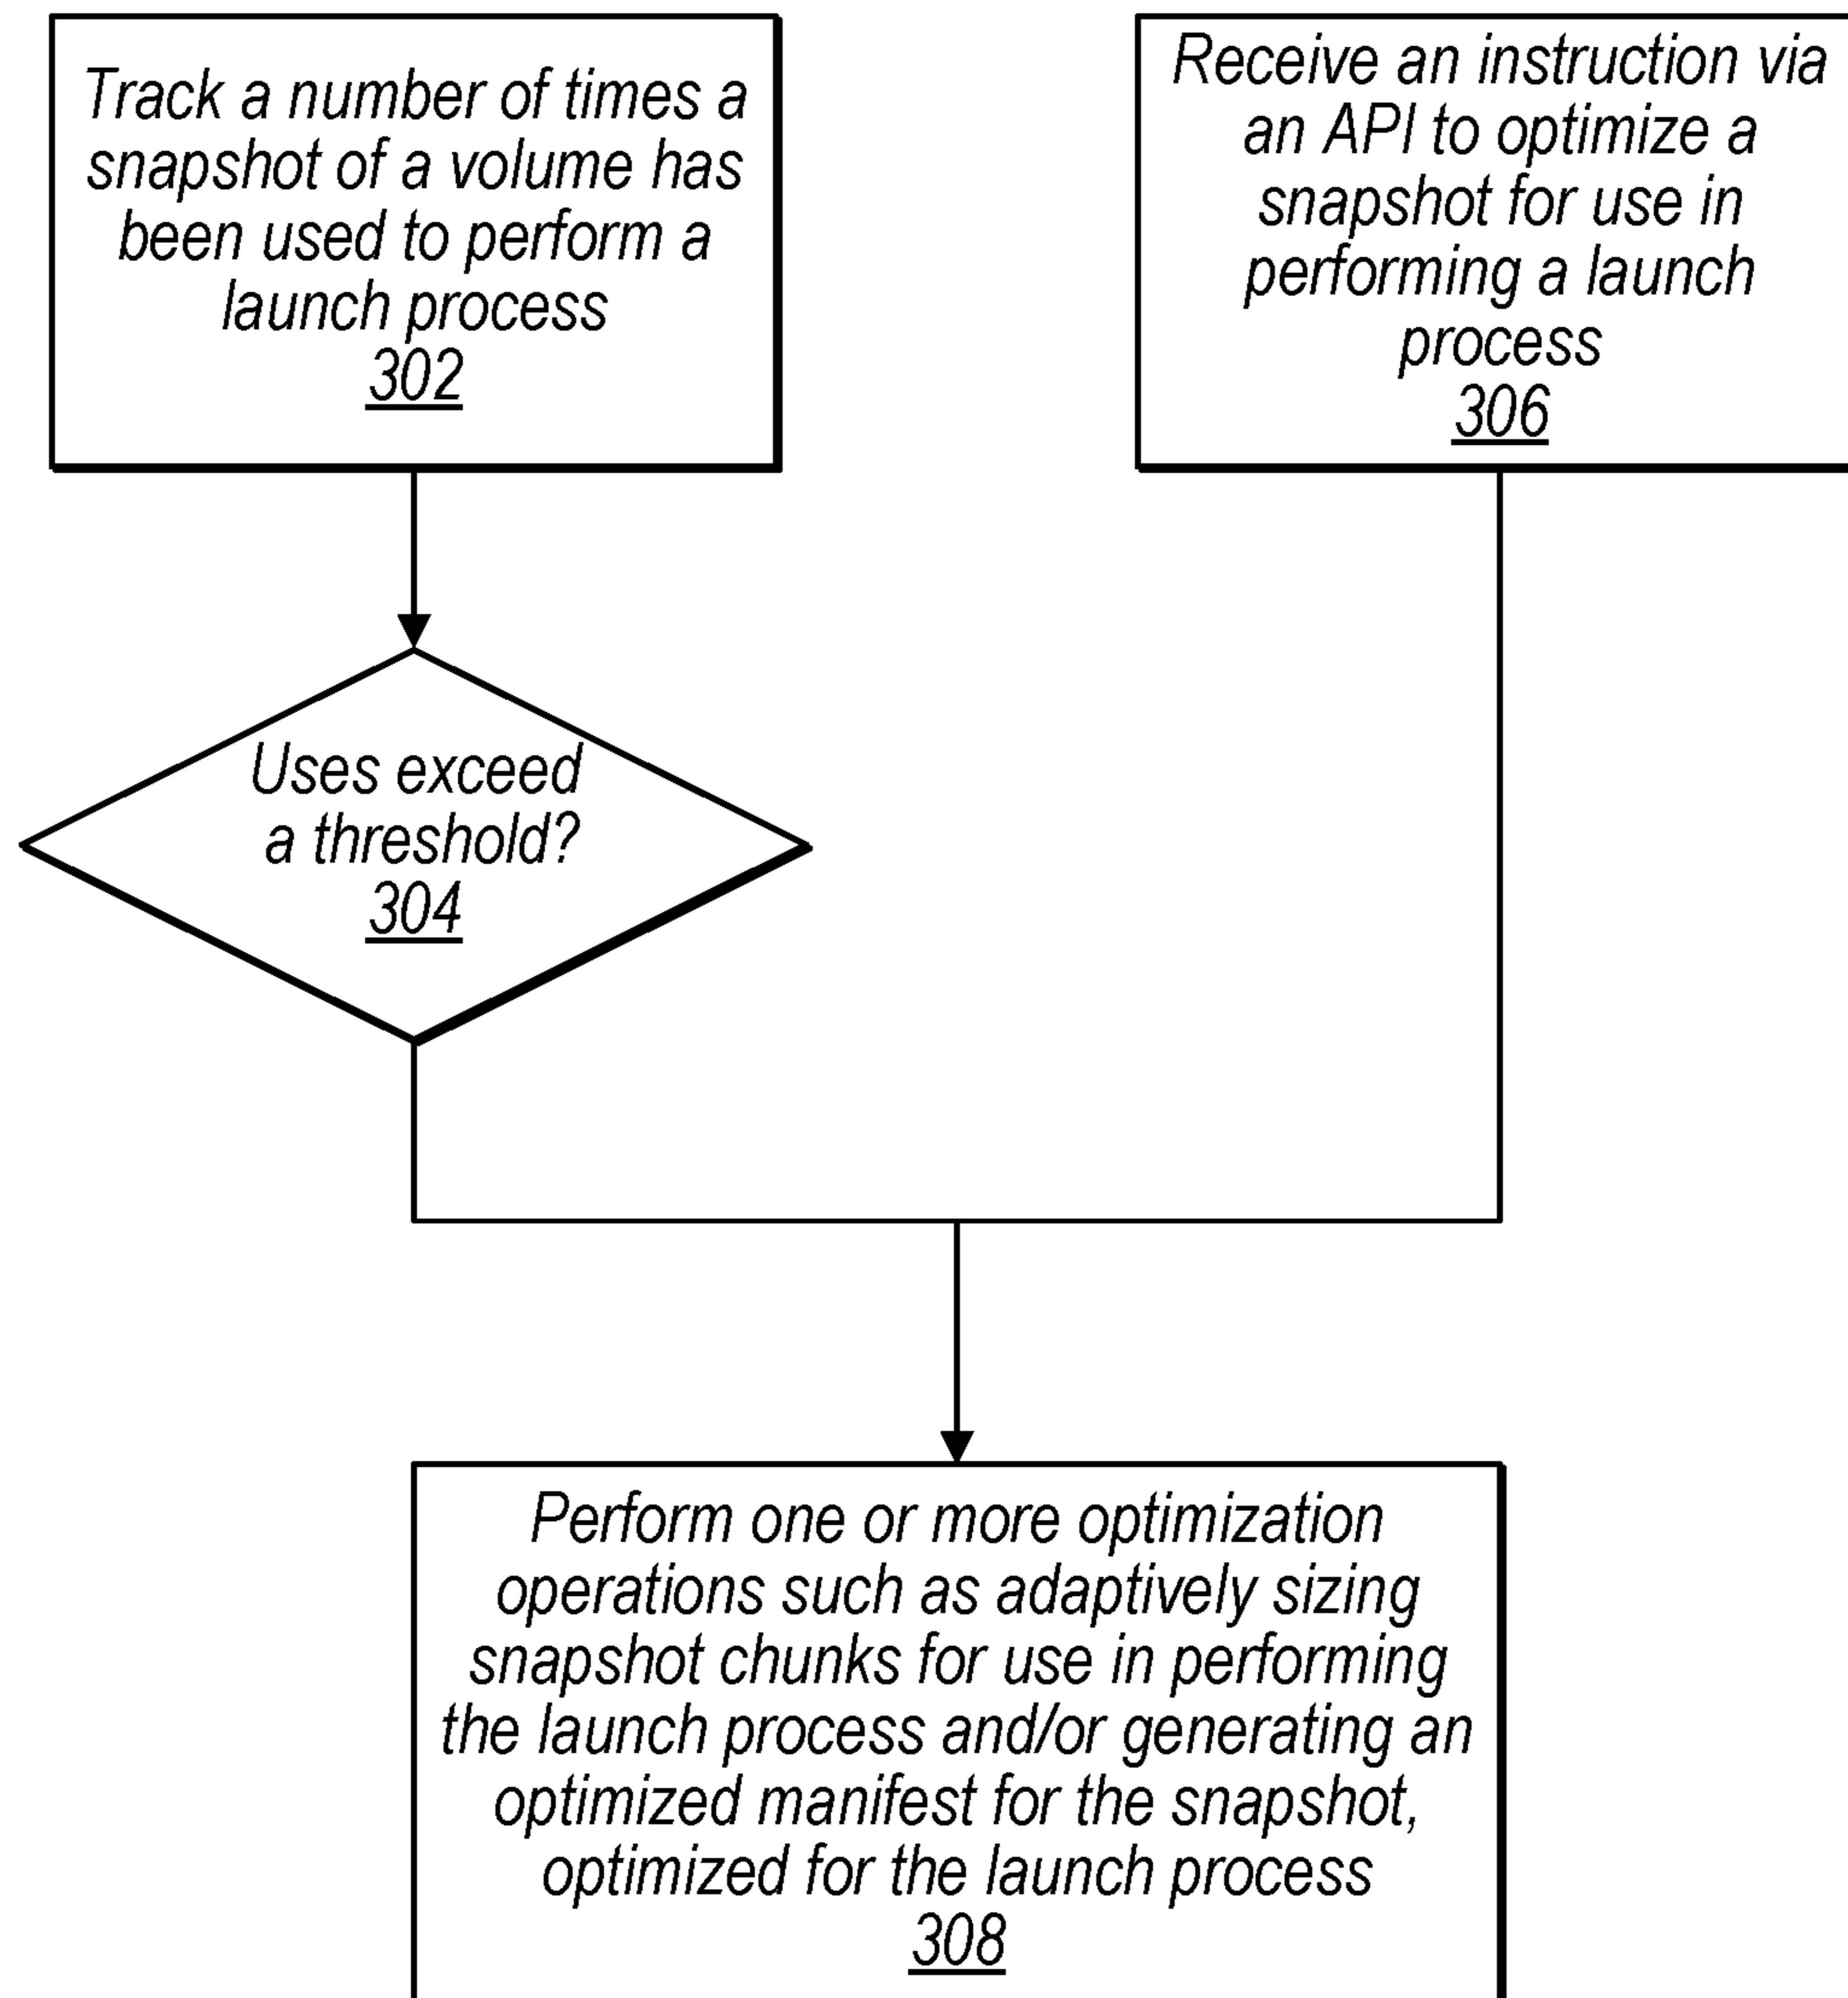 Track a number of times a
snapshot of a volume has
been used to perform a
launch process
302
Receive an instruction via
an API to optimize a
snapshot for use in
performing a launch
process
306
Uses exceed
a threshold?
304
Perform one or more optimization
operations such as adaptively sizing
snapshot chunks for use in performing
the launch process and/or generating an
optimized manifest for the snapshot,
optimized for the launch process
308